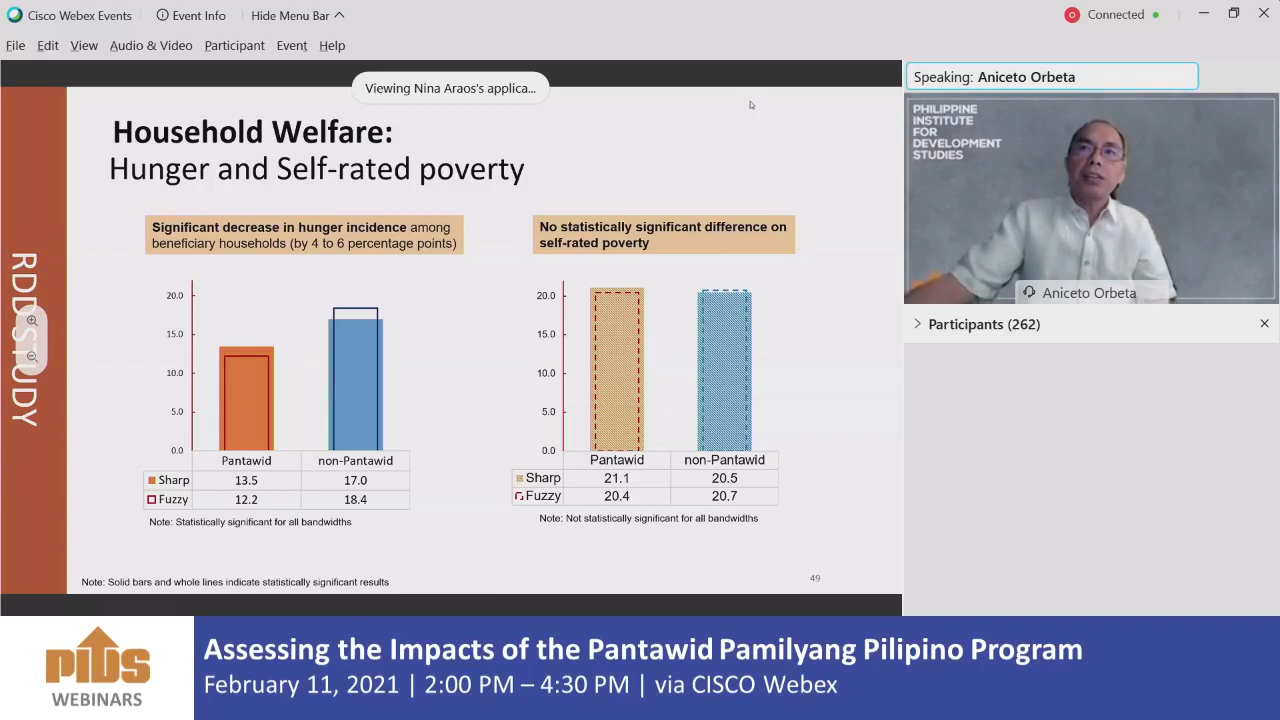 Cisco Webex Events
Event Info
Hide Menu Bar
Connected
File Edit View Audio & Video Participant Event Help
Viewing Nina Araos's applica...
Speaking: Aniceto Orbeta
PHILIPPINE
INSTITUTE
FOR
DEVELOPMENT
STUDIES
Aniceto Orbeta
Participants (262)
RDD STUDY
Household Welfare:
Hunger and Self-rated poverty
Significant decrease in hunger incidence among
beneficiary households (by 4 to 6 percentage points)
20.0
15.0
10.0
5.0
0.0
Pantawid non-Pantawid
Sharp 13.5 17.0
Fuzzy 12.2 18.4
Note: Statistically significant for all bandwidths
No statistically significant difference on
self-rated poverty
20.0
15.0
10.0
5.0
0.0
Pantawid non-Pantawid
Sharp 21.1 20.5
Fuzzy 20.4 20.7
Note: Not statistically significant for all bandwidths
Note: Solid bars and whole lines indicate statistically significant results
49
PIDS
WEBINARS
Assessing the Impacts of the Pantawid Pamilyang Pilipino Program
February 11, 2021 | 2:00 PM – 4:30 PM | via CISCO Webex